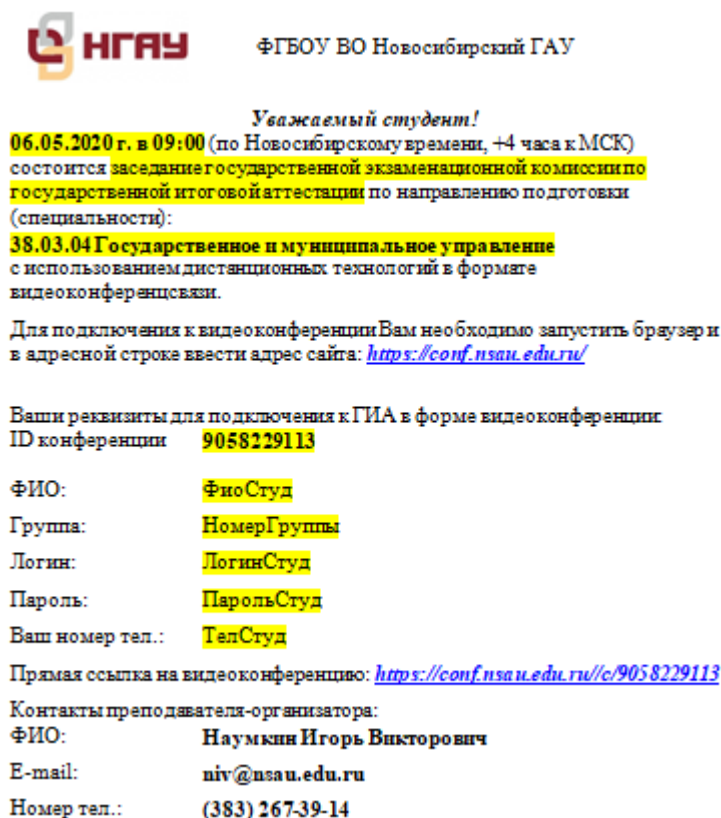 НГАУ
ФГБОУ ВО Новосибирский ГАУ
Уважаемый студент!
06.05.2020 г. в 09:00 (по Новосибирскому времени, +4 часа к МСК)
состоится заседание государственной экзаменационной комиссии по
государственной итоговой аттестации по направлению подготовки
(специальности):
38.03.04 Государственное и муниципальное управление
с использованием дистанционных технологий в формате
видеоконференцсвязи.
Для подключения к видеоконференции Вам необходимо запустить браузер и
в адресной строке ввести адрес сайта: https://conf.nsau.edu.ru/
Ваши реквизиты для подключения к ГИА в форме видеоконференции:
ID конференции 9058229113
ФИО: ФиоСтуд
Группа: НомерГруппы
Логин: ЛогинСтуд
Пароль: ПарольСтуд
Ваш номер тел.: ТелСтуд
Прямая ссылка на видеоконференцию: https://conf.nsau.edu.ru//c/9058229113
Контакты преподавателя-организатора:
ФИО: Наумкин Игорь Викторович
E-mail: niv@nsau.edu.ru
Номер тел.: (383) 267-39-14